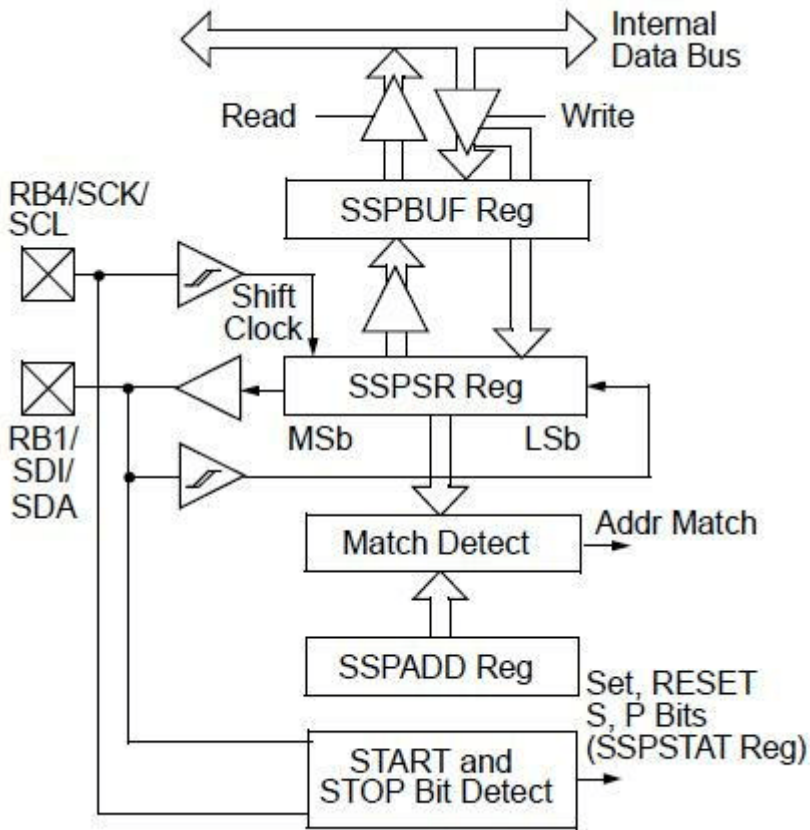 Internal
Data Bus
Read
Write
RB4/SCK/
SCL
SSPBUF Reg
Shift
Clock
SSPSR Reg
MSb
LSb
RB1/
SDI/
SDA
Match Detect
Addr Match
SSPADD Reg
Set, RESET
S, P Bits
(SSPSTAT Reg)
START and
STOP Bit Detect